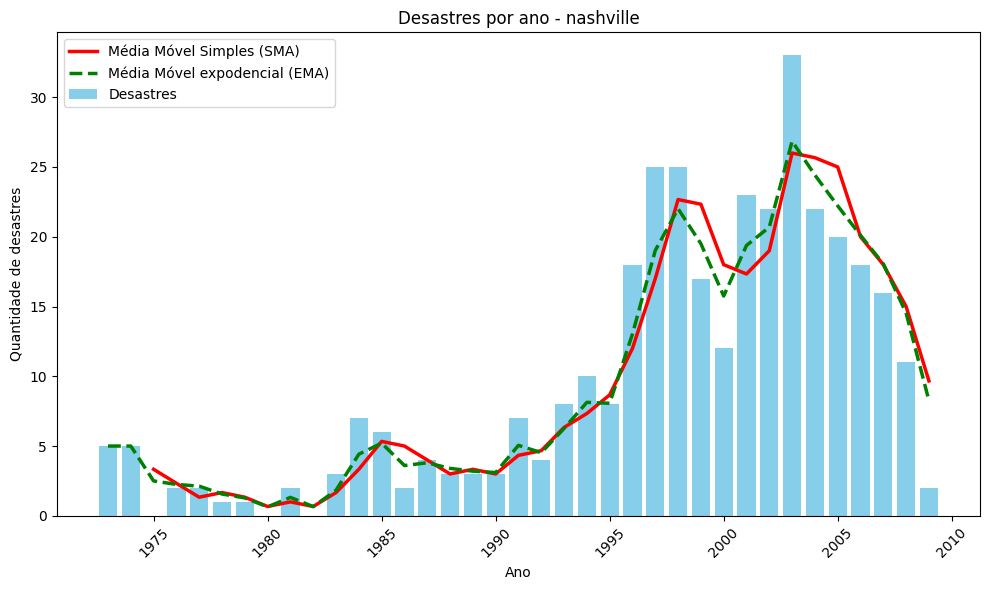 Desastres por ano - nashville
Média Móvel Simples (SMA)
Média Móvel expodencial (EMA)
Desastres
Quantidade de desastres
30
25
20
15
10
5
0
1975
1980
1985
1990
1995
2000
2005
2010
Ano